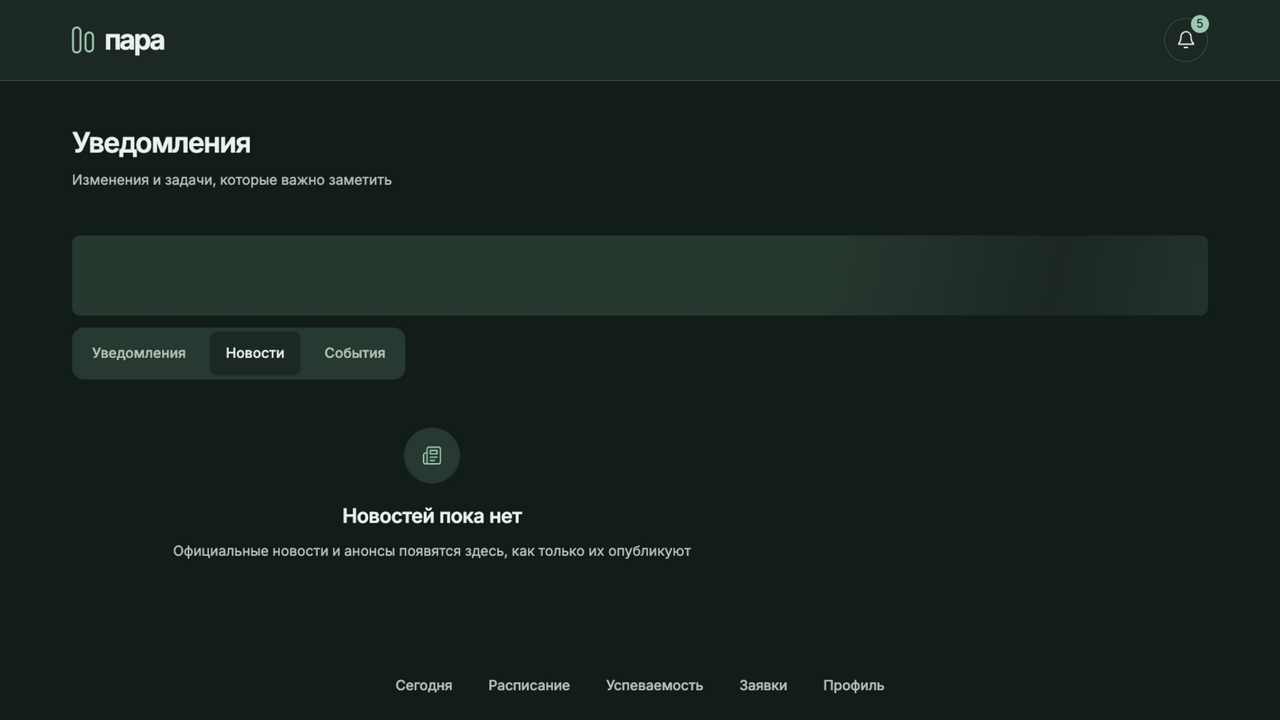 пара
5
Уведомления
Изменения и задачи, которые важно заметить
Уведомления
Новости
События
Новостей пока нет
Официальные новости и анонсы появятся здесь, как только их опубликуют
Сегодня
Расписание
Успеваемость
Заявки
Профиль